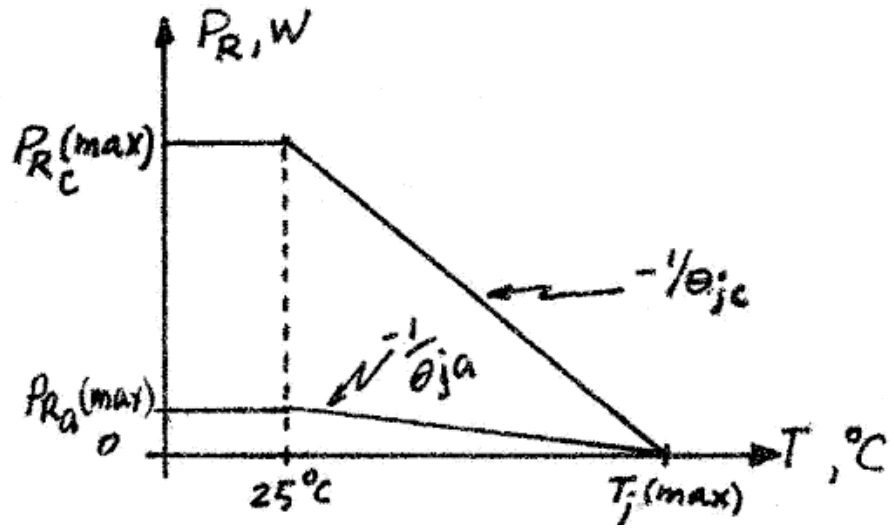 P_R, W
P_Rc(max)
-1/θjc
-1/θja
P_Ra(max)
0
25°C
Tj(max)
T, °C